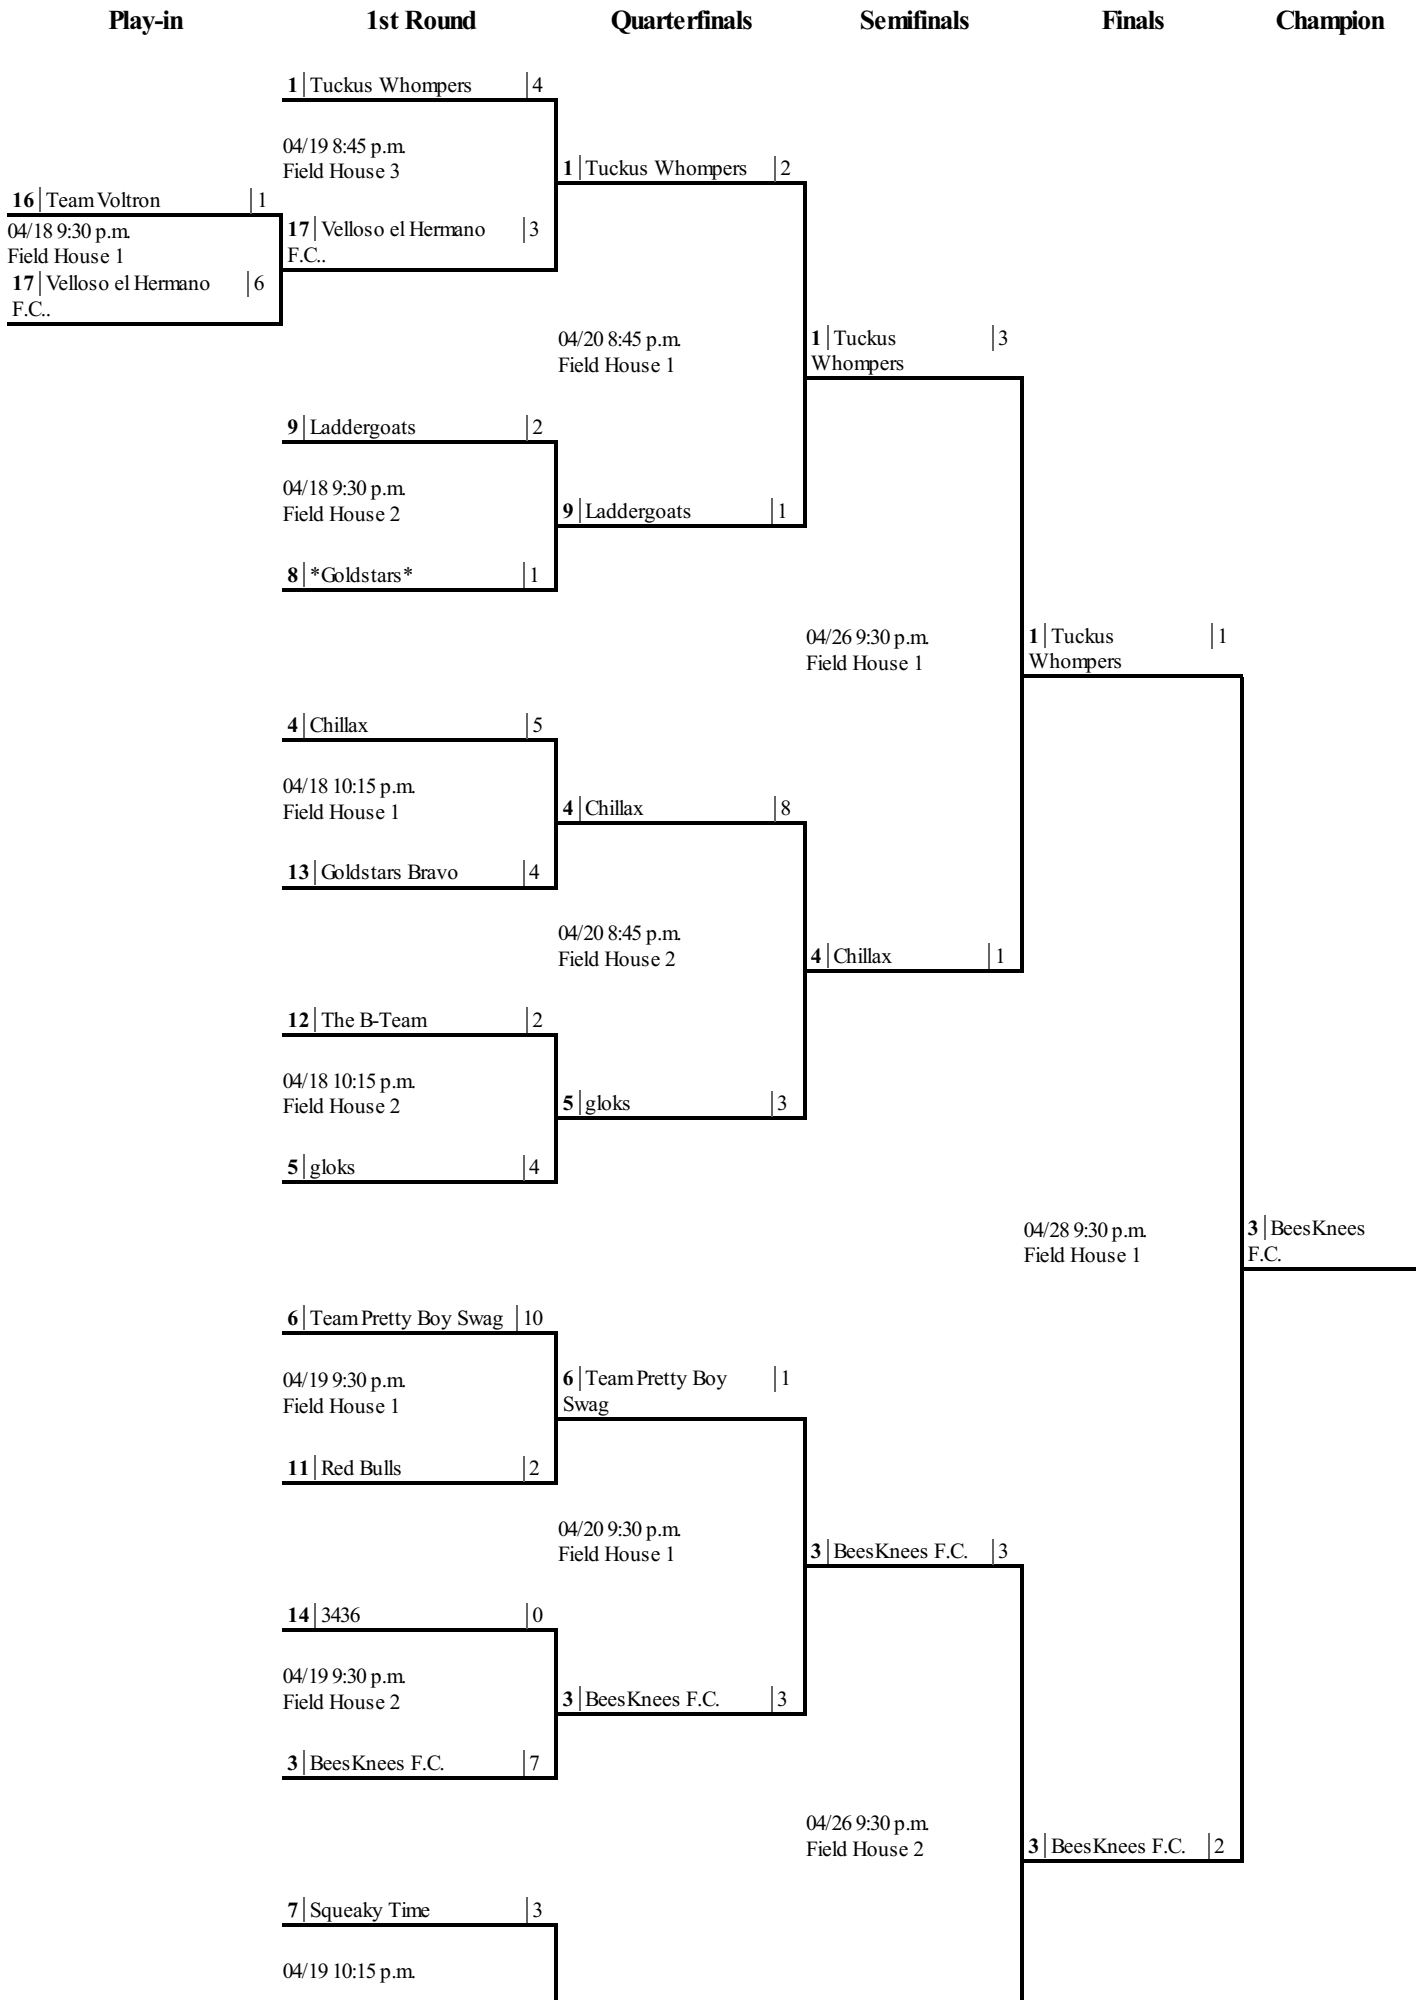 Play-in 1st Round Quarterfinals Semifinals Finals Champion
1 Tuckus Whompers 4
04/19 8:45 p.m.
Field House 3
1 Tuckus Whompers 2
16 Team Voltron 1
04/18 9:30 p.m.
Field House 1
17 Velloso el Hermano 6
F.C..
17 Velloso el Hermano 3
F.C..
04/20 8:45 p.m.
Field House 1
1 Tuckus 3
Whompers
9 Laddergoats 2
04/18 9:30 p.m.
Field House 2
9 Laddergoats 1
8 *Goldstars* 1
04/26 9:30 p.m.
Field House 1
1 Tuckus 1
Whompers
4 Chillax 5
04/18 10:15 p.m.
Field House 1
4 Chillax 8
13 Goldstars Bravo 4
04/20 8:45 p.m.
Field House 2
4 Chillax 1
12 The B-Team 2
04/18 10:15 p.m.
Field House 2
5 gloks 3
5 gloks 4
04/28 9:30 p.m.
Field House 1
3 BeesKnees
F.C.
6 Team Pretty Boy Swag 10
04/19 9:30 p.m.
Field House 1
6 Team Pretty Boy 1
Swag
11 Red Bulls 2
04/20 9:30 p.m.
Field House 1
3 BeesKnees F.C. 3
14 3436 0
04/19 9:30 p.m.
Field House 2
3 BeesKnees F.C. 3
3 BeesKnees F.C. 7
04/26 9:30 p.m.
Field House 2
3 BeesKnees F.C. 2
7 Squeaky Time 3
04/19 10:15 p.m.